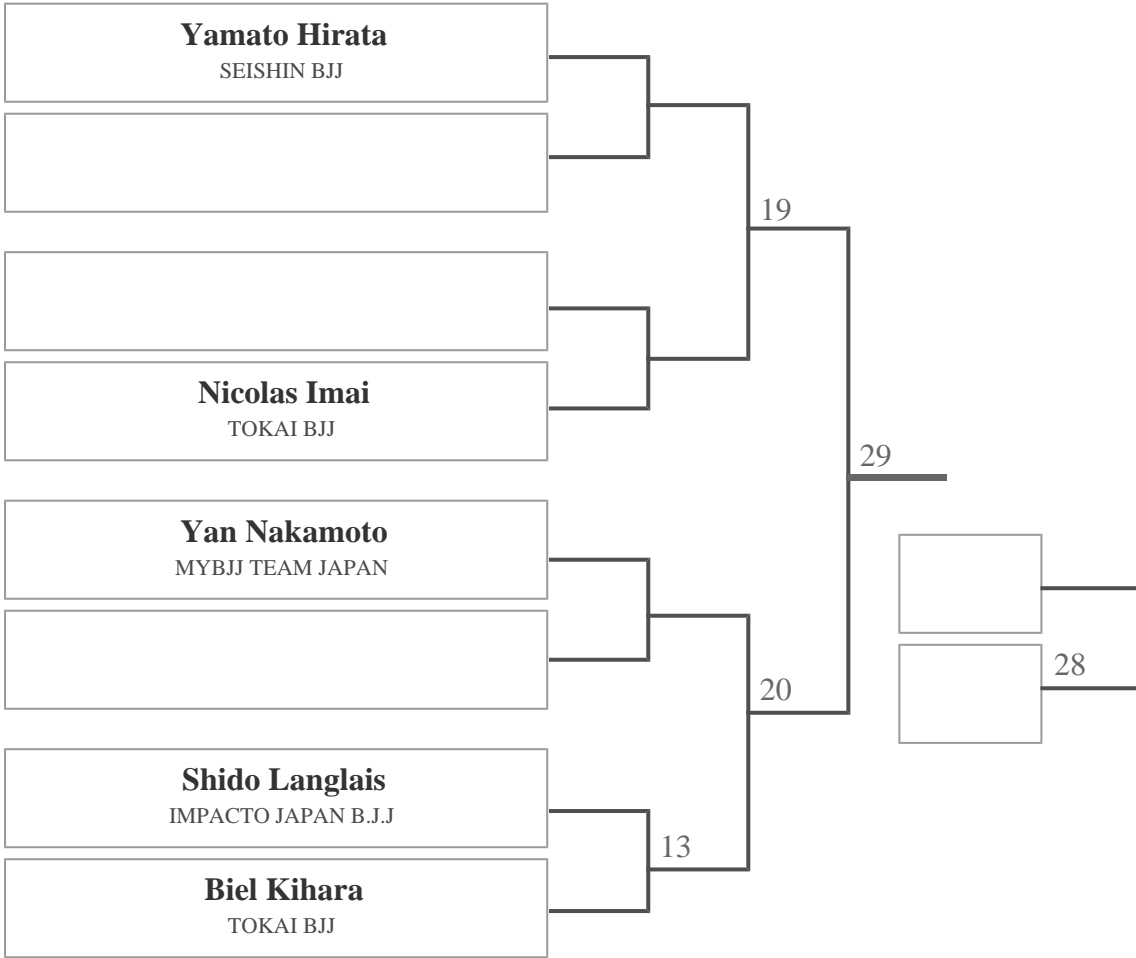 Yamato Hirata
SEISHIN BJJ
19
Nicolas Imai
TOKAI BJJ
29
Yan Nakamoto
MYBJJ TEAM JAPAN
28
20
Shido Langlais
IMPACTO JAPAN B.J.J
13
Biel Kihara
TOKAI BJJ